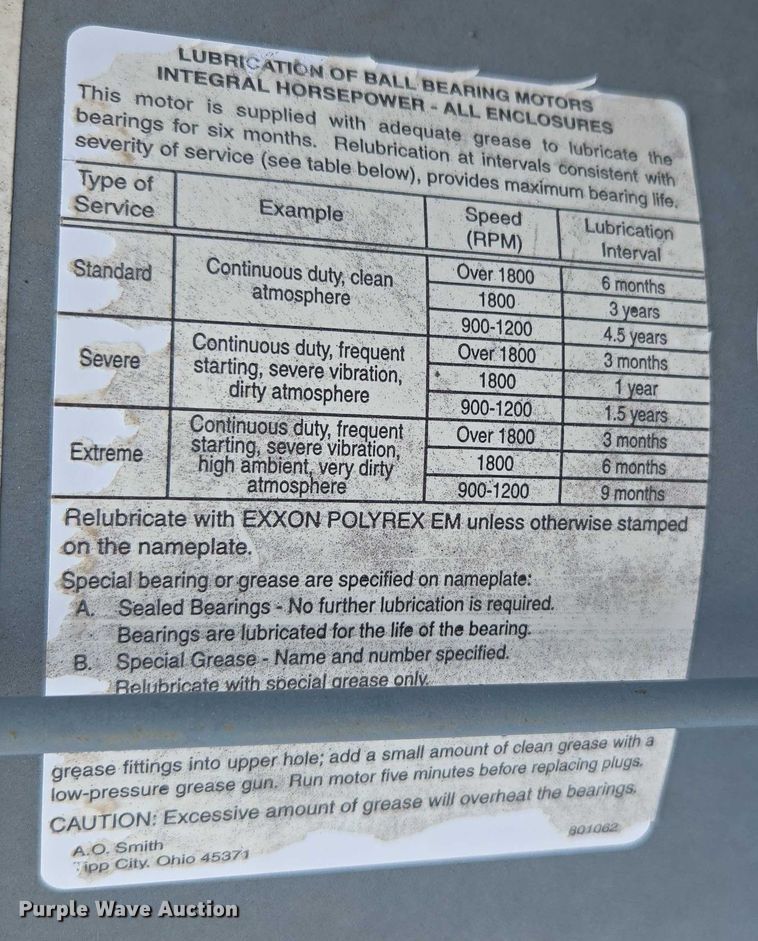 LUBRICATION OF BALL BEARING MOTORS
INTEGRAL HORSEPOWER - ALL ENCLOSURES
This motor is supplied with adequate grease to lubricate the
bearings for six months. Relubrication at intervals consistent with
severity of service (see table below), provides maximum bearing life.
Type of Service Example Speed (RPM) Lubrication Interval
Standard Continuous duty, clean atmosphere Over 1800 6 months
1800 3 years
900-1200 4.5 years
Severe Continuous duty, frequent starting, severe vibration, dirty atmosphere Over 1800 3 months
1800 1 year
900-1200 1.5 years
Extreme Continuous duty, frequent starting, severe vibration, high ambient, very dirty atmosphere Over 1800 3 months
1800 6 months
900-1200 9 months
Relubricate with EXXON POLYREX EM unless otherwise stamped
on the nameplate.
Special bearing or grease are specified on nameplate:
A. Sealed Bearings - No further lubrication is required.
Bearings are lubricated for the life of the bearing.
B. Special Grease - Name and number specified.
Relubricate with special grease only.
grease fittings into upper hole; add a small amount of clean grease with a
low-pressure grease gun. Run motor five minutes before replacing plugs.
CAUTION: Excessive amount of grease will overheat the bearings.
A.O. Smith
Tipp City, Ohio 45371
801062
Purple Wave Auction